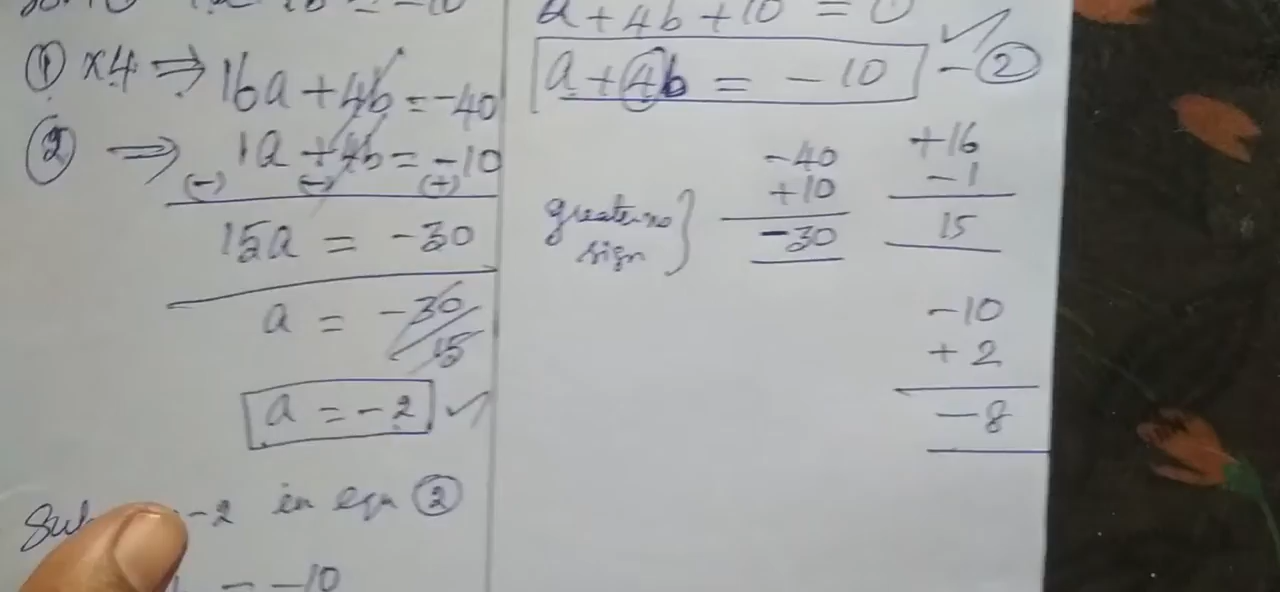 ① ×4 ⇒ 16a + 4b = -40
② ⇒ 1a + 4b = -10
(-) (-) (+)
15a = -30
a = -30/15
a = -2 ✓
-2 in eqn ②
= -10
a + 4b + 10 = 0
a + 4b = -10 - ②
greater no
sign }
-40
+10
-30
+16
-1
15
-10
+2
-8